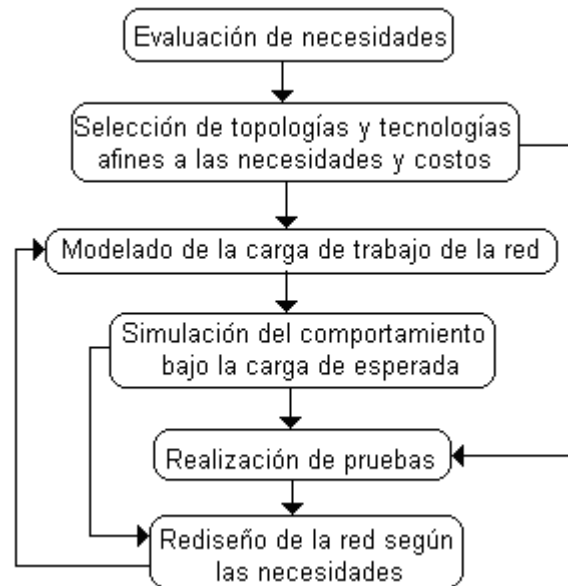 Evaluación de necesidades
Selección de topologías y tecnologías
afines a las necesidades y costos
Modelado de la carga de trabajo de la red
Simulación del comportamiento
bajo la carga de esperada
Realización de pruebas
Rediseño de la red según
las necesidades